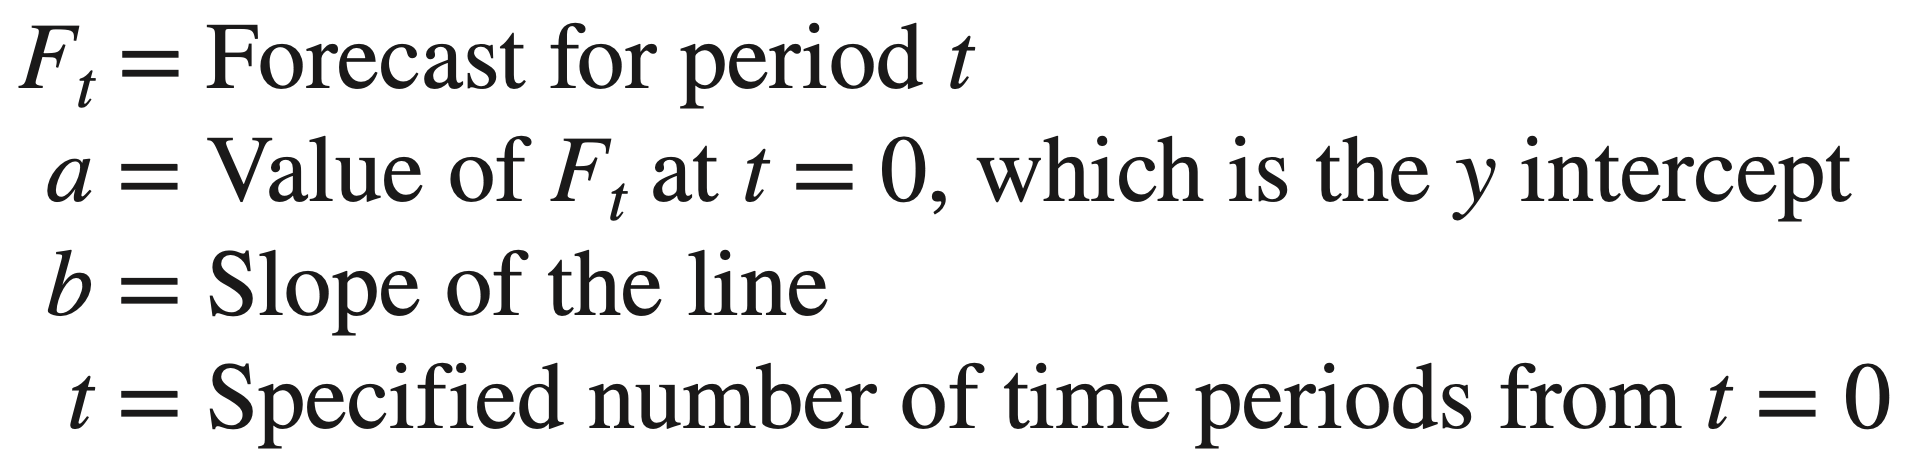 F_t = Forecast for period t
a = Value of F_t at t = 0, which is the y intercept
b = Slope of the line
t = Specified number of time periods from t = 0